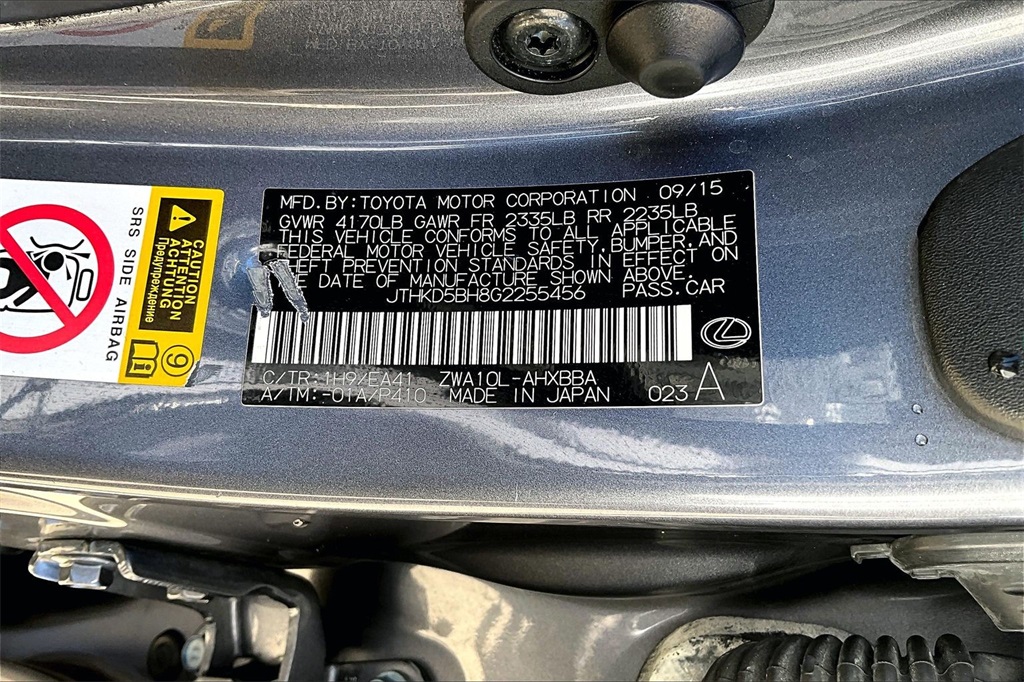 MFD. BY: TOYOTA MOTOR CORPORATION 09/15
GVWR 4170LB GAWR FR 2335LB RR 2235LB
THIS VEHICLE CONFORMS TO ALL APPLICABLE
FEDERAL MOTOR VEHICLE SAFETY, BUMPER, AND
THEFT PREVENTION STANDARDS IN EFFECT ON
THE DATE OF MANUFACTURE SHOWN ABOVE.
JTHKD5BH8G2255456 PASS. CAR
C/TR: 1H9/EA41 ZWA10L-AHXBBA
A/TM: -01A/P410 MADE IN JAPAN 023 A
SRS SIDE AIRBAG
CAUTION
ATTENTION
ACHTUNG
Предупреждение
9